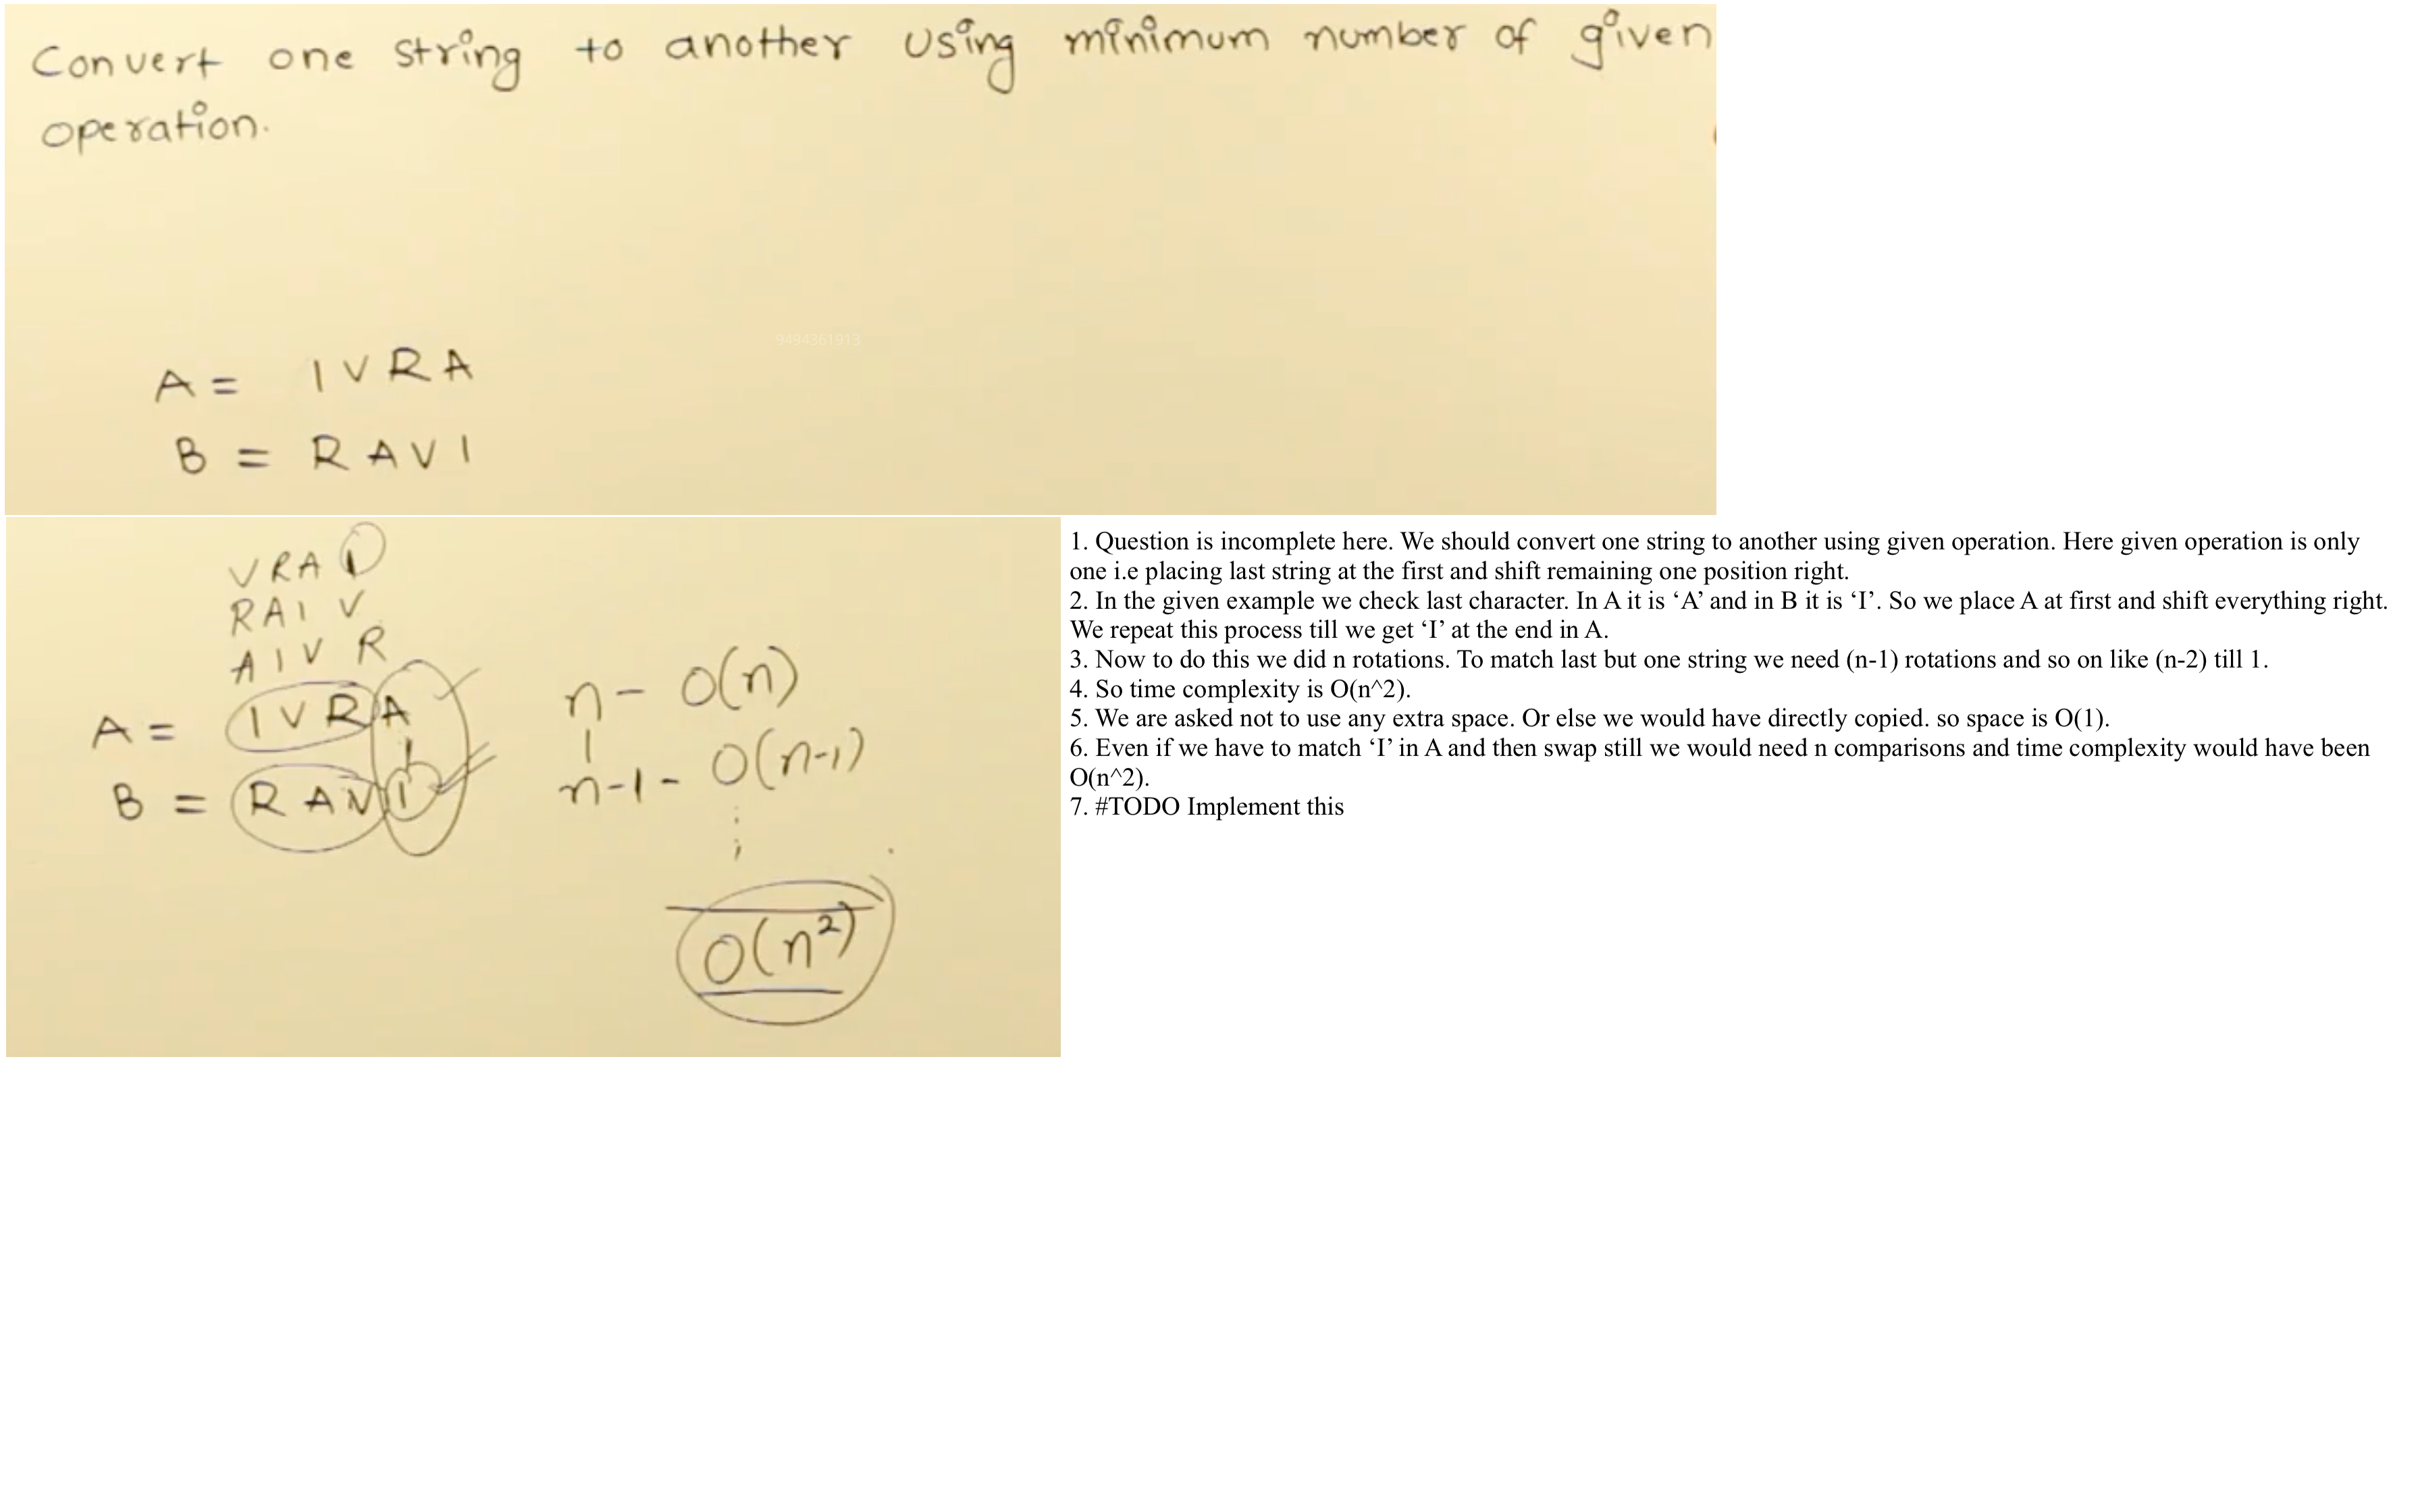 Convert one string to another using minimum number of given
operation.
9494361913
A = IVRA
B = RAVI
VRA I
RAI V
AIV R
A = IVRA
B = RAVI
n - O(n)
n-1 - O(n-1)
O(n²)
1. Question is incomplete here. We should convert one string to another using given operation. Here given operation is only
one i.e placing last string at the first and shift remaining one position right.
2. In the given example we check last character. In A it is ‘A’ and in B it is ‘I’. So we place A at first and shift everything right.
We repeat this process till we get ‘I’ at the end in A.
3. Now to do this we did n rotations. To match last but one string we need (n-1) rotations and so on like (n-2) till 1.
4. So time complexity is O(n^2).
5. We are asked not to use any extra space. Or else we would have directly copied. so space is O(1).
6. Even if we have to match ‘I’ in A and then swap still we would need n comparisons and time complexity would have been
O(n^2).
7. #TODO Implement this